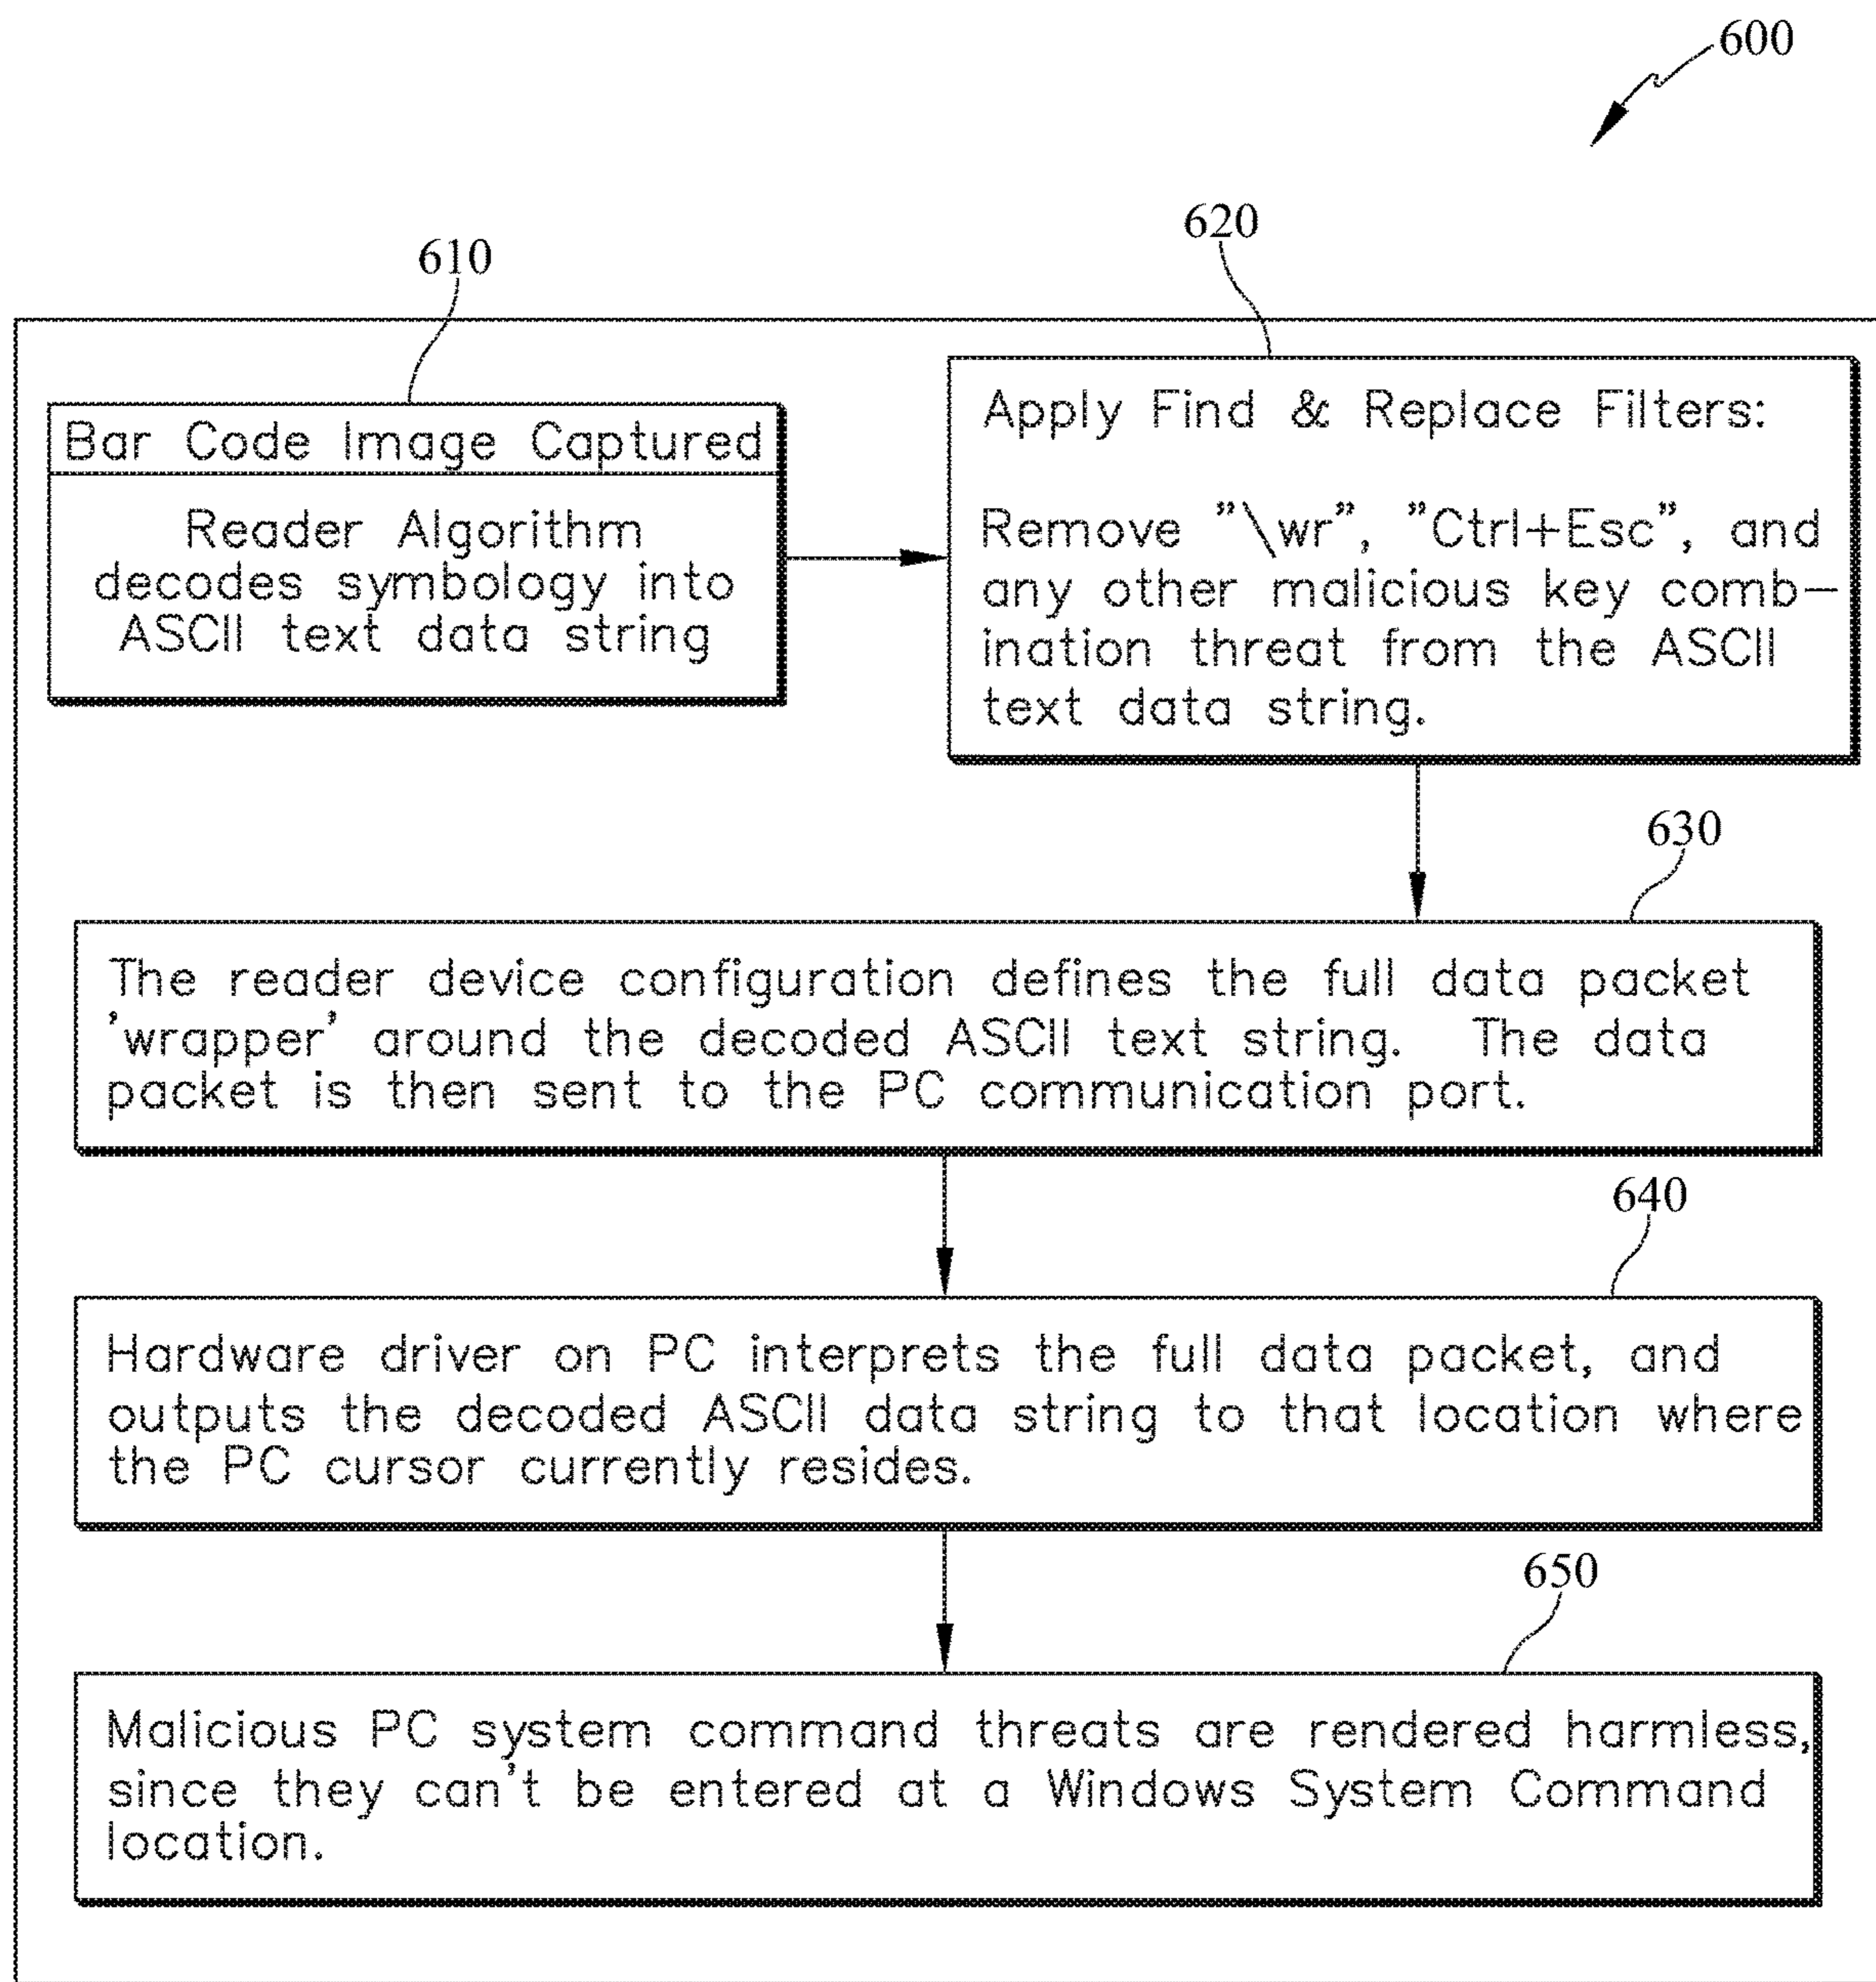 600
610
620
Bar Code Image Captured
Reader Algorithm
decodes symbology into
ASCII text data string
Apply Find & Replace Filters:
Remove "\wr", "Ctrl+Esc", and
any other malicious key comb-
ination threat from the ASCII
text data string.
630
The reader device configuration defines the full data packet
'wrapper' around the decoded ASCII text string. The data
packet is then sent to the PC communication port.
640
Hardware driver on PC interprets the full data packet, and
outputs the decoded ASCII data string to that location where
the PC cursor currently resides.
650
Malicious PC system command threats are rendered harmless,
since they can't be entered at a Windows System Command
location.